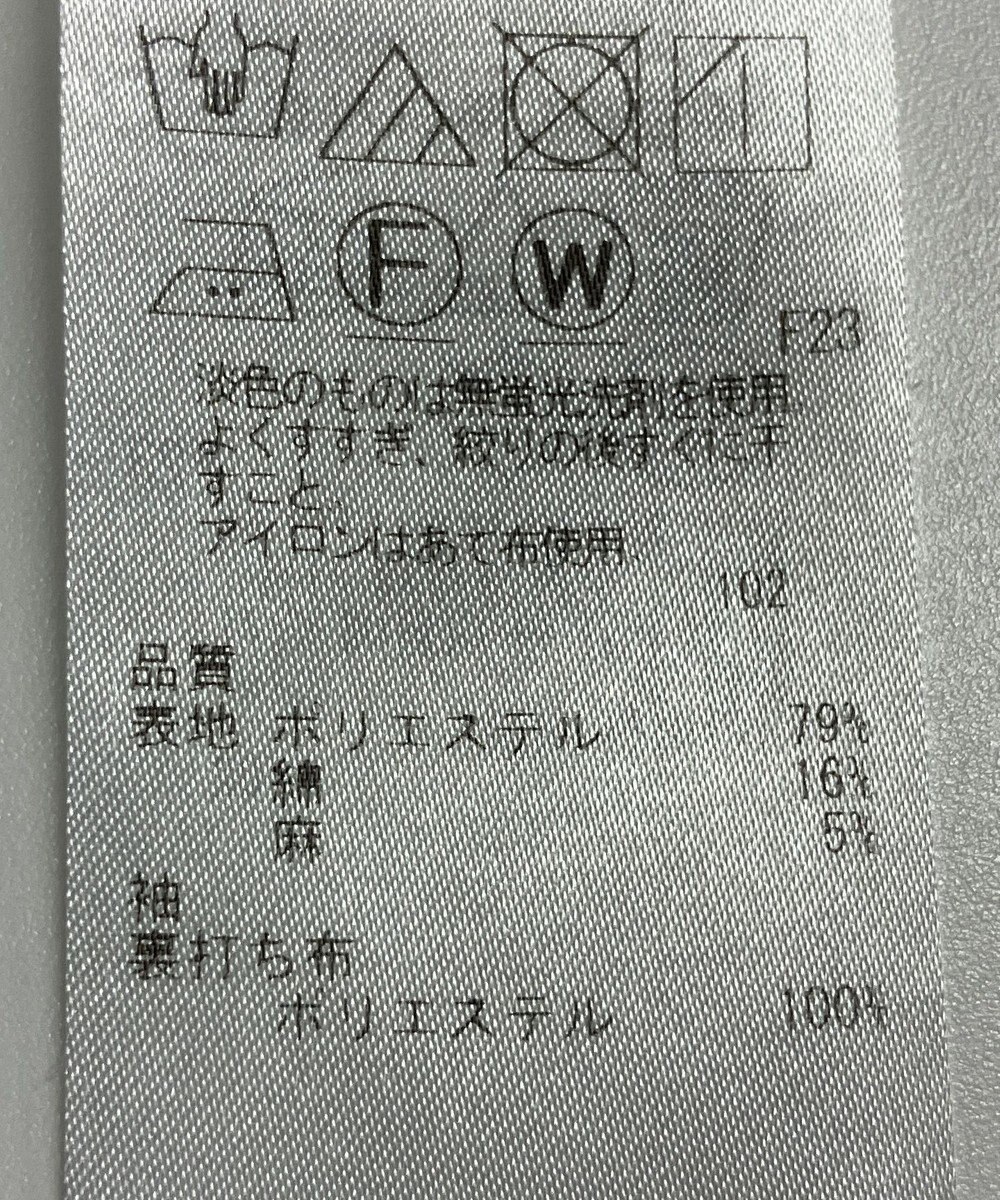 F W
F23
淡色のものは無蛍光洗剤を使用
よくすすぎ、絞りの後すぐに干
すこと。
アイロンはあて布使用。
102
品質
表地 ポリエステル 79%
綿 16%
麻 5%
袖
裏打ち布
ポリエステル 100%